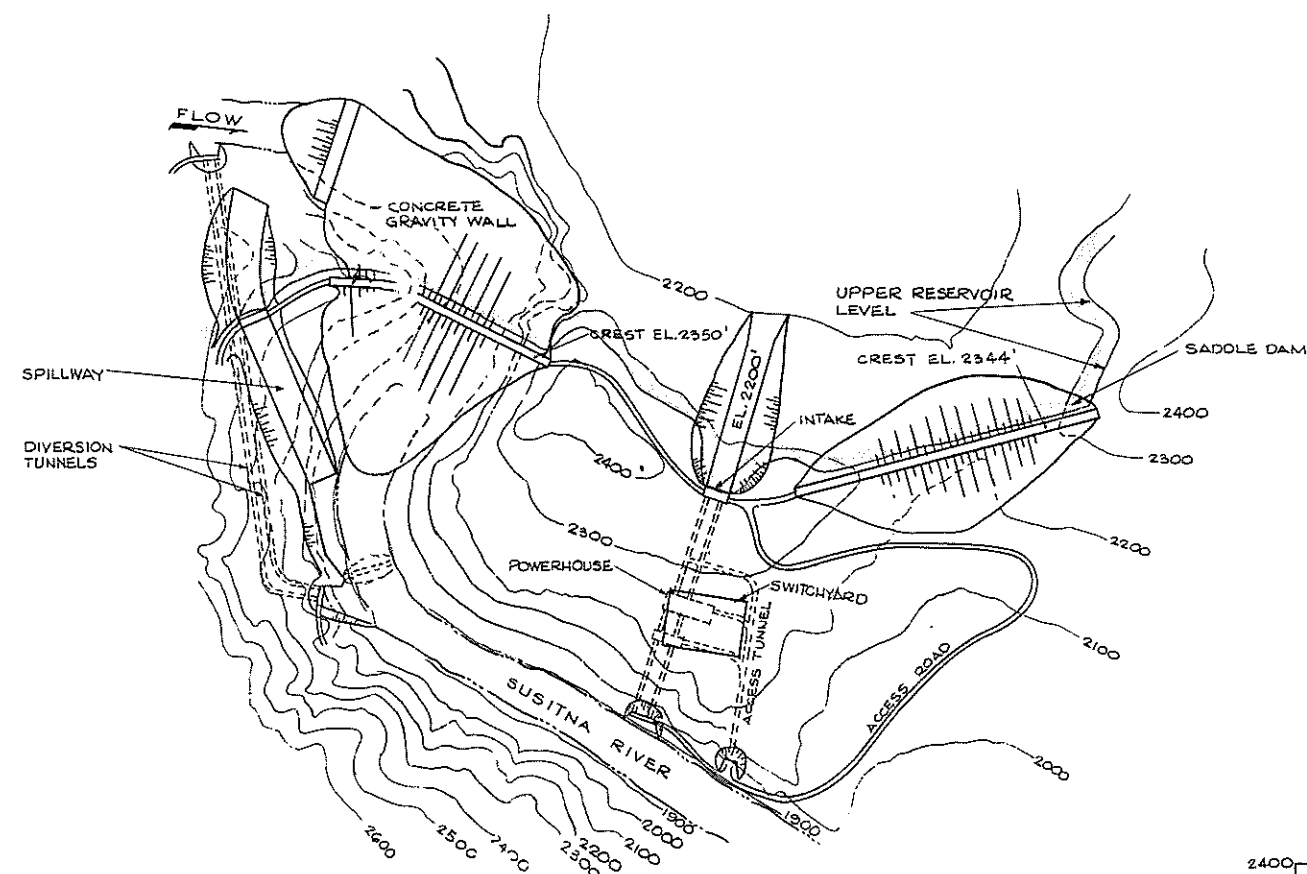 FLOW
CONCRETE
GRAVITY WALL
2200
UPPER RESERVOIR
LEVEL
CREST EL. 2350'
CREST EL. 2344'
SADDLE DAM
SPILLWAY
EL. 2200'
INTAKE
2400
DIVERSION
TUNNELS
2400'
2300
2300
2200
POWERHOUSE
SWITCHYARD
ACCESS TUNNEL
2100
ACCESS ROAD
SUSITNA
RIVER
2000
1900
1900
2000
2100
2200
2300
2400
2500
2600
2400